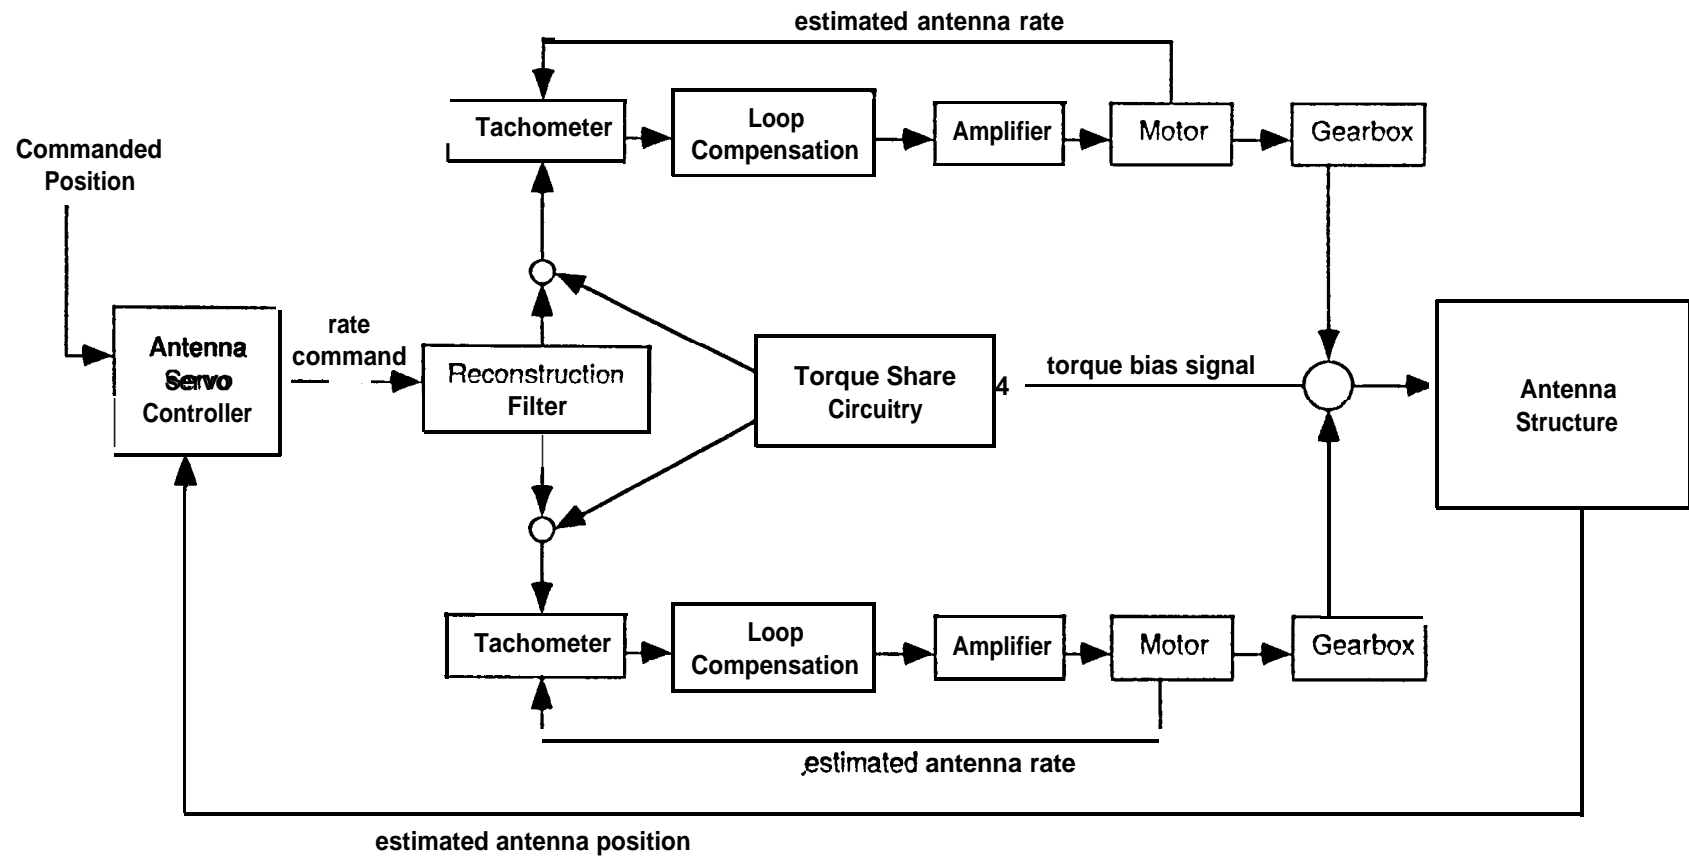 estimated antenna rate
Tachometer
Loop
Compensation
Amplifier
Motor
Gearbox
Commanded
Position
Antenna
Servo
Controller
rate
command
Reconstruction
Filter
Torque Share
Circuitry
4
torque bias signal
Antenna
Structure
Tachometer
Loop
Compensation
Amplifier
Motor
Gearbox
estimated antenna rate
estimated antenna position